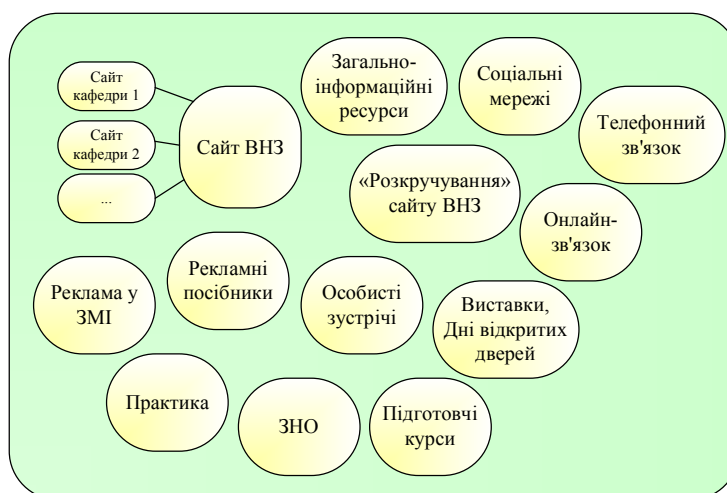 Сайт
кафедри 1
Сайт
кафедри 2
...
Сайт ВНЗ
Загально-
інформаційні
ресурси
Соціальні
мережі
Телефонний
зв'язок
«Розкручування»
сайту ВНЗ
Онлайн-
зв'язок
Реклама у
ЗМІ
Рекламні
посібники
Особисті
зустрічі
Виставки,
Дні відкритих
дверей
Практика
ЗНО
Підготовчі
курси